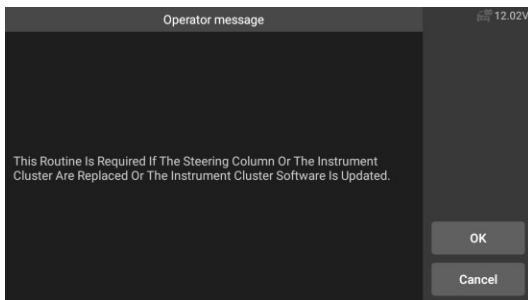 Operator message
12.02V
This Routine Is Required If The Steering Column Or The Instrument
Cluster Are Replaced Or The Instrument Cluster Software Is Updated.
OK
Cancel